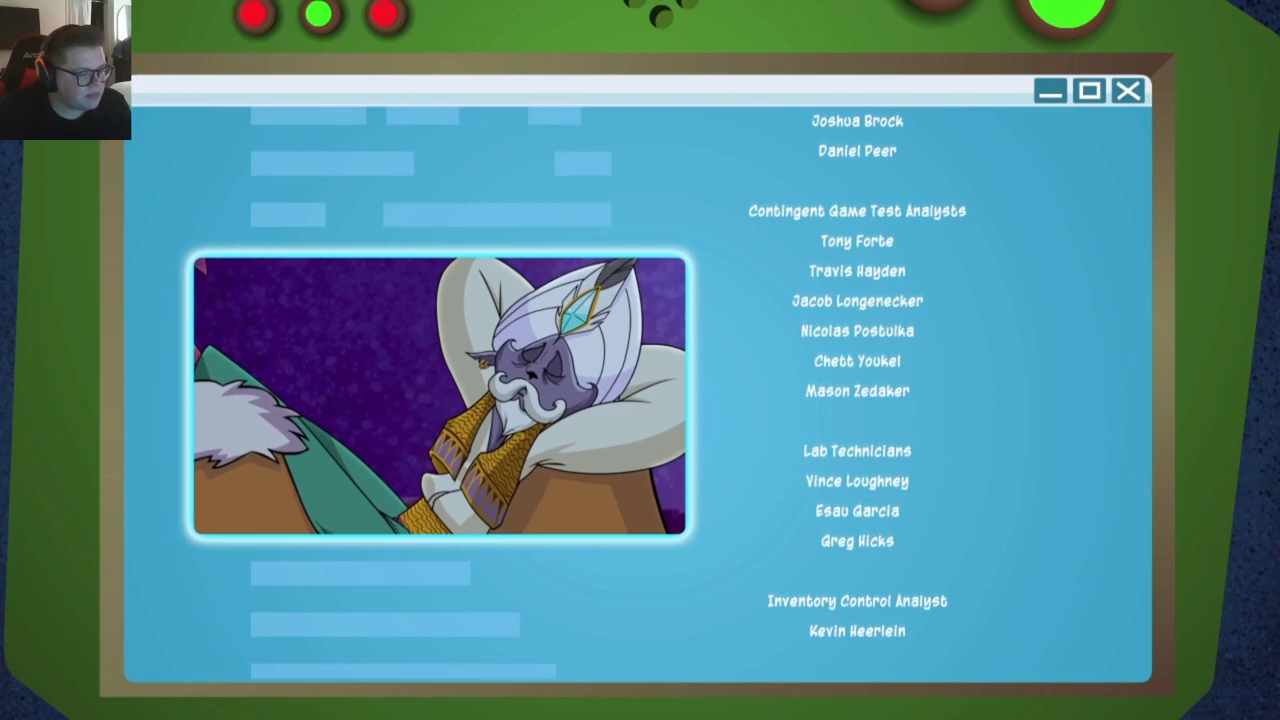 Joshua Brock
Daniel Peer
Contingent Game Test Analysts
Tony Forte
Travis Hayden
Jacob Longenecker
Nicolas Postulka
Chett Youkel
Mason Zedaker
Lab Technicians
Vince Loughney
Esau Garcia
Greg Hicks
Inventory Control Analyst
Kevin Heerlein